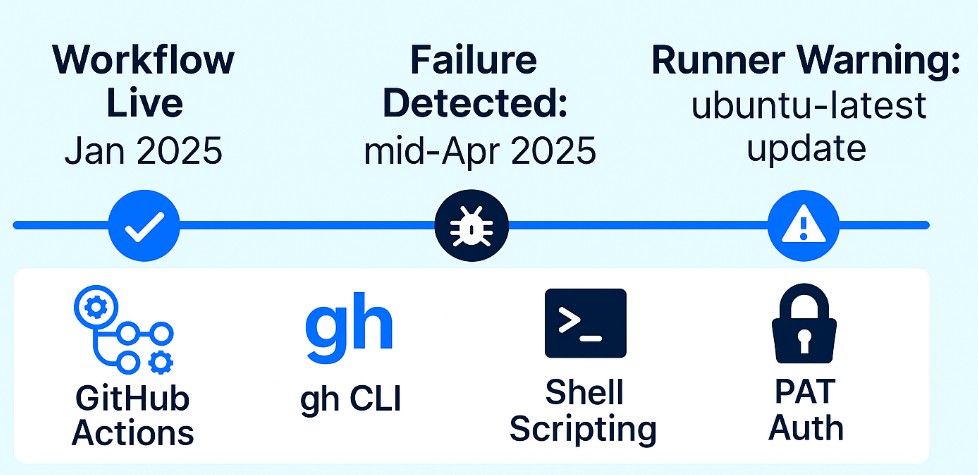 Workflow
Live
Jan 2025
Failure
Detected:
mid-Apr 2025
Runner Warning:
ubuntu-latest
update
GitHub
Actions
gh
gh CLI
>_
Shell
Scripting
PAT
Auth